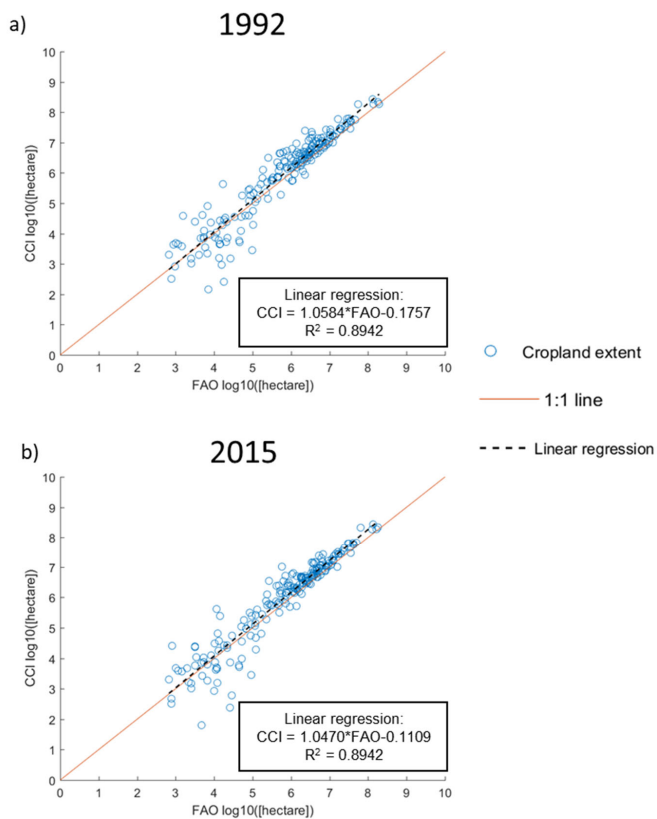 a)
1992
10
9
8
7
6
5
4
3
2
1
0
CCI log10([hectare])
Linear regression:
CCI = 1.0584*FAO-0.1757
R² = 0.8942
0 1 2 3 4 5 6 7 8 9 10
FAO log10([hectare])
Cropland extent
1:1 line
Linear regression
b)
2015
10
9
8
7
6
5
4
3
2
1
0
CCI log10([hectare])
Linear regression:
CCI = 1.0470*FAO-0.1109
R² = 0.8942
0 1 2 3 4 5 6 7 8 9 10
FAO log10([hectare])